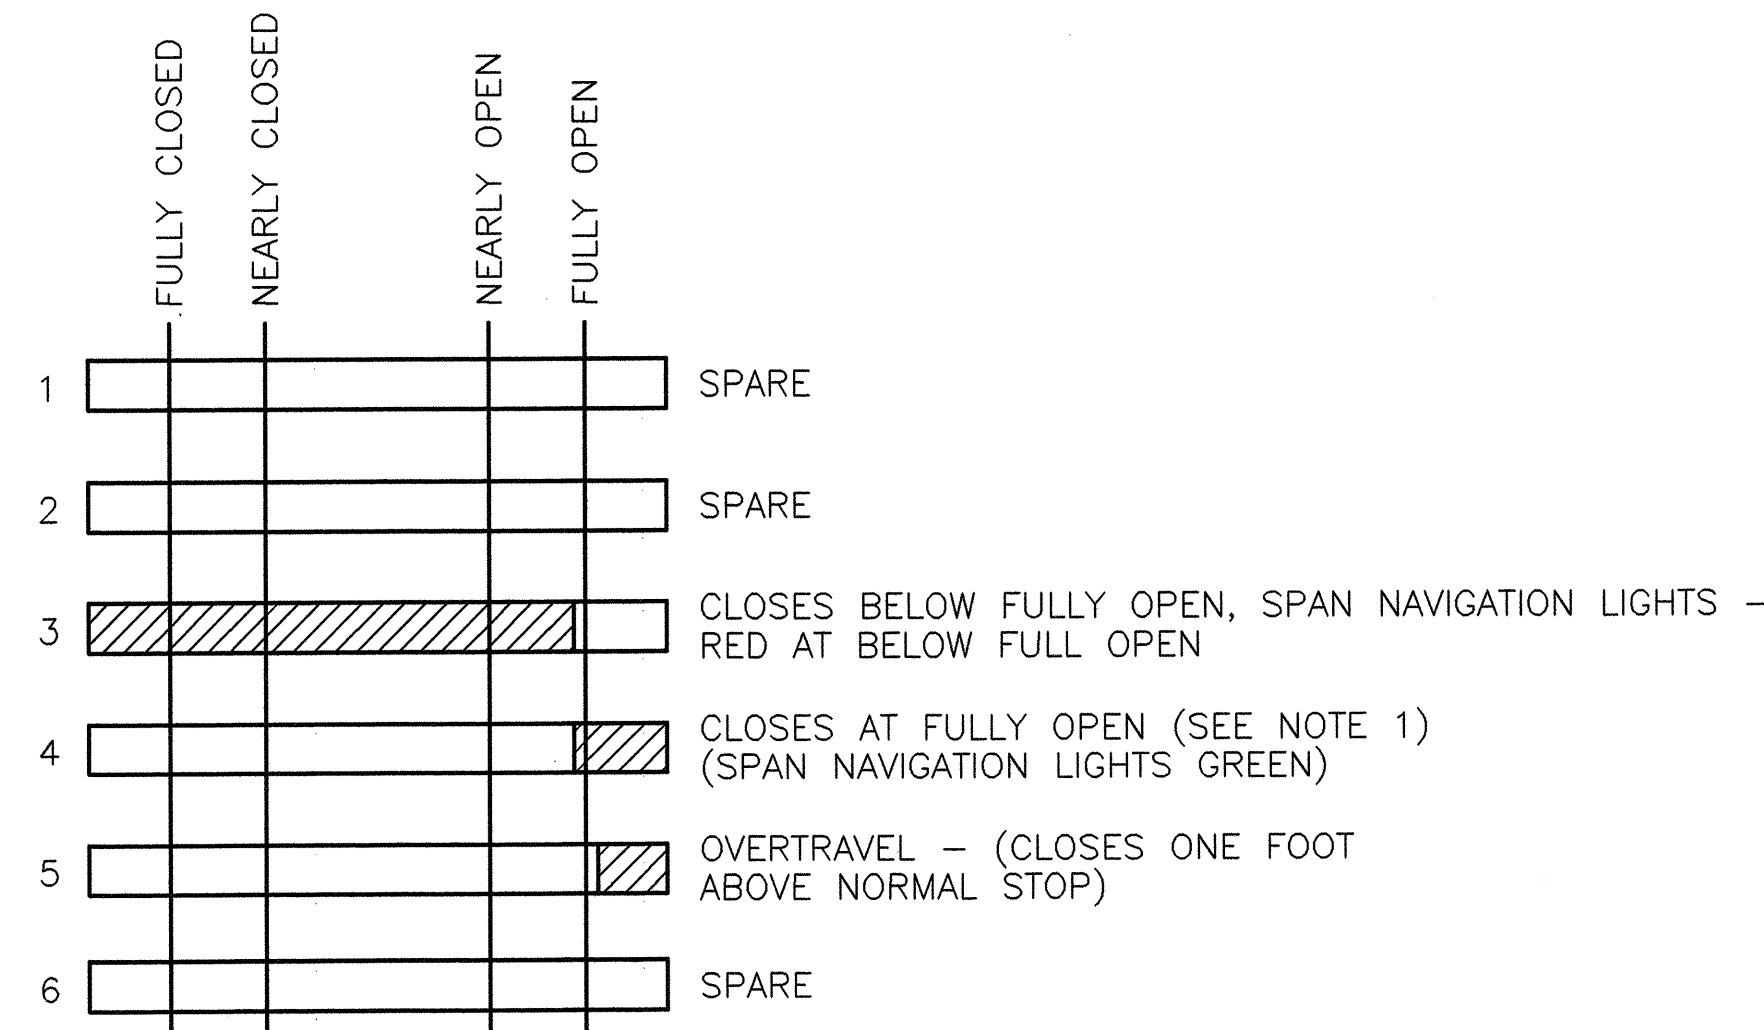 FULLY CLOSED
NEARLY CLOSED
NEARLY OPEN
FULLY OPEN
1 SPARE
2 SPARE
3 CLOSES BELOW FULLY OPEN, SPAN NAVIGATION LIGHTS –
RED AT BELOW FULL OPEN
4 CLOSES AT FULLY OPEN (SEE NOTE 1)
(SPAN NAVIGATION LIGHTS GREEN)
5 OVERTRAVEL – (CLOSES ONE FOOT
ABOVE NORMAL STOP)
6 SPARE